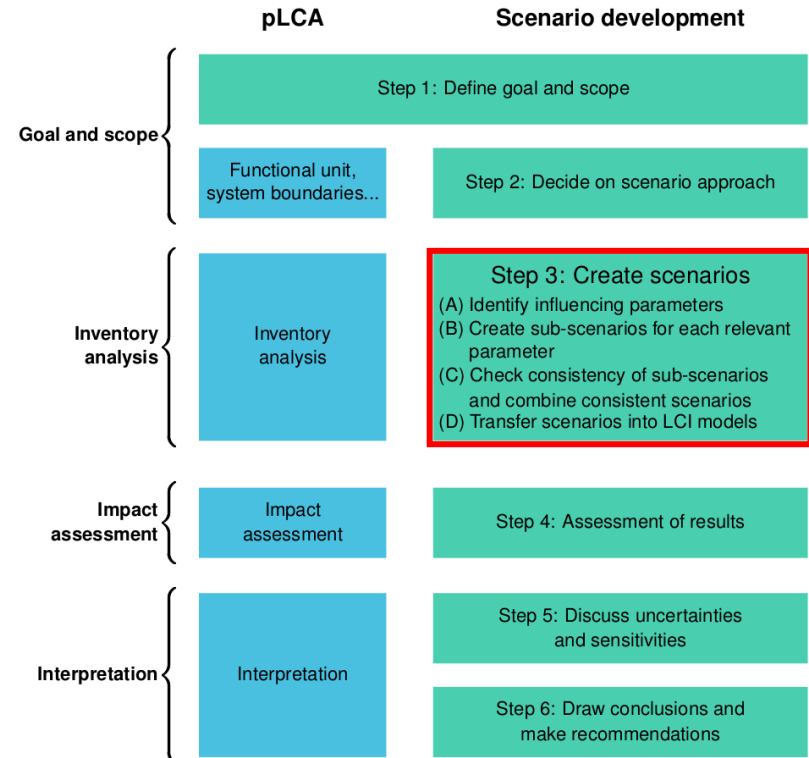 pLCA
Scenario development
Goal and scope
Step 1: Define goal and scope
Functional unit,
system boundaries...
Step 2: Decide on scenario approach
Inventory
analysis
Inventory
analysis
Step 3: Create scenarios
(A) Identify influencing parameters
(B) Create sub-scenarios for each relevant
parameter
(C) Check consistency of sub-scenarios
and combine consistent scenarios
(D) Transfer scenarios into LCI models
Impact
assessment
Impact
assessment
Step 4: Assessment of results
Interpretation
Interpretation
Step 5: Discuss uncertainties
and sensitivities
Step 6: Draw conclusions and
make recommendations